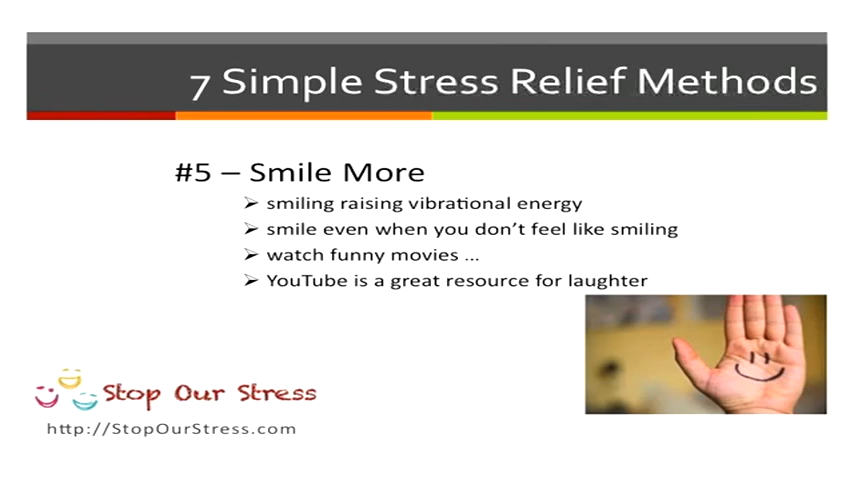 7 Simple Stress Relief Methods
#5 – Smile More
smiling raising vibrational energy
smile even when you don't feel like smiling
watch funny movies ...
YouTube is a great resource for laughter
Stop Our Stress
http://StopOurStress.com